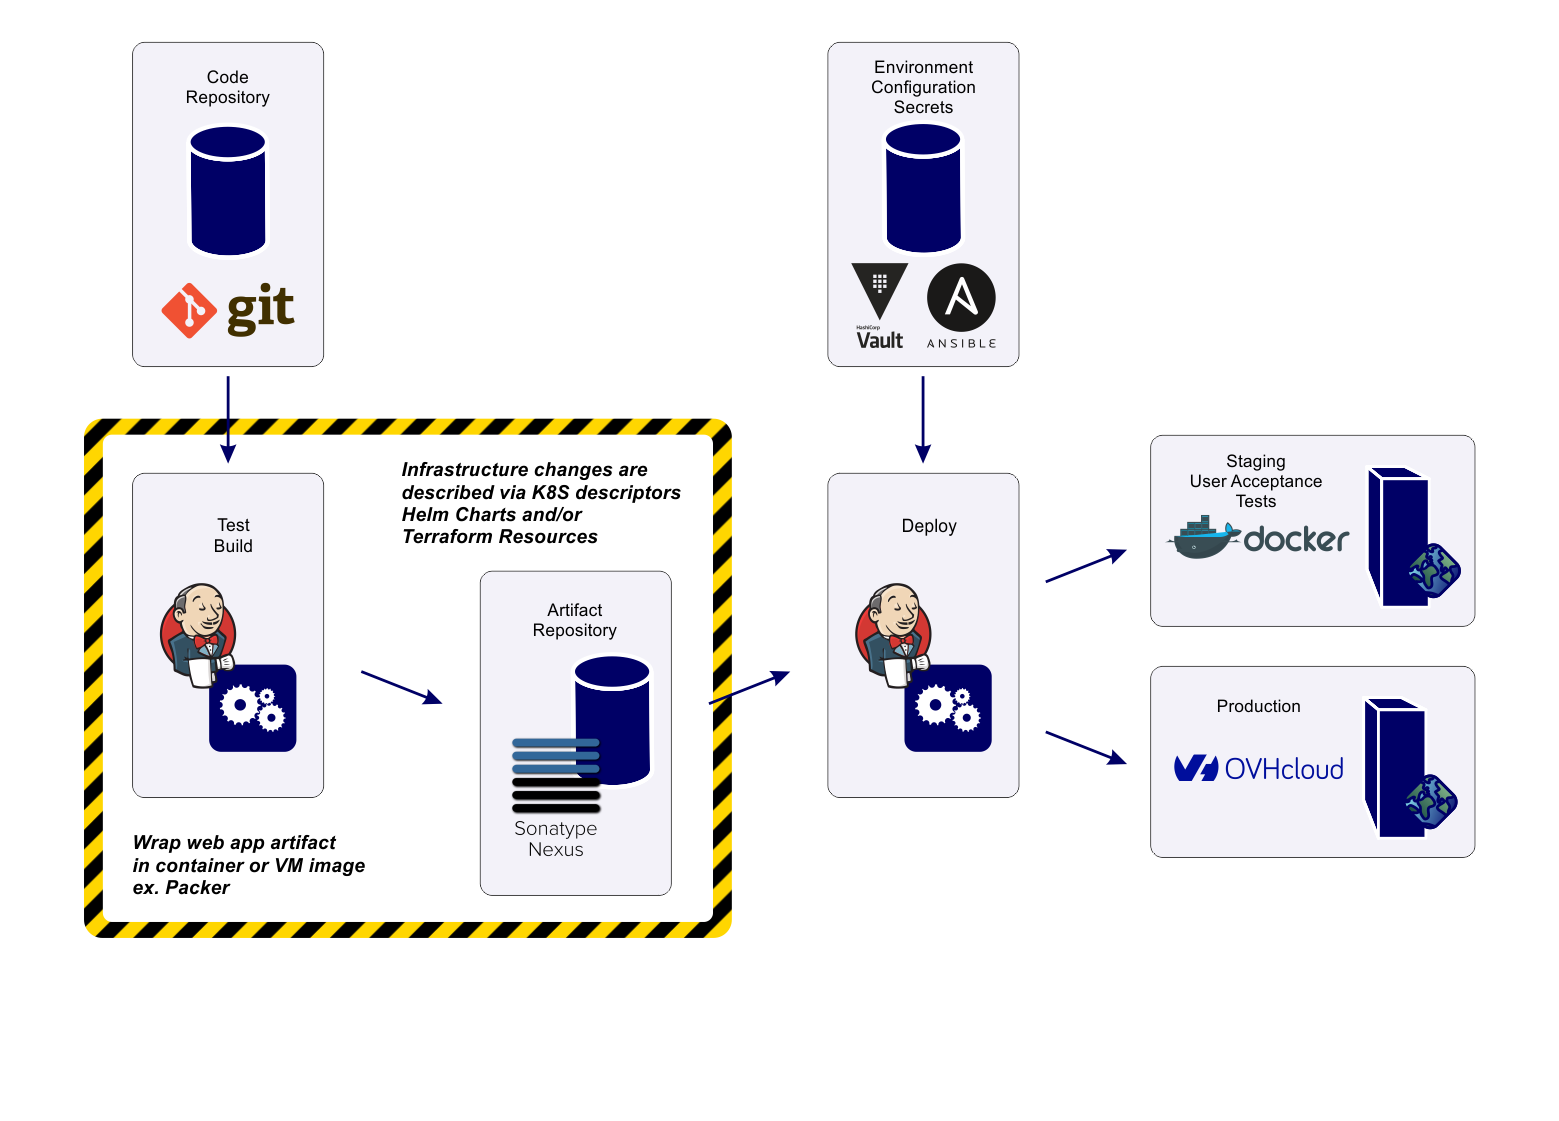 Code
Repository
git
Environment
Configuration
Secrets
HashiCorp
Vault
ANSIBLE
Infrastructure changes are
described via K8S descriptors
Helm Charts and/or
Terraform Resources
Test
Build
Artifact
Repository
Sonatype
Nexus
Wrap web app artifact
in container or VM image
ex. Packer
Deploy
Staging
User Acceptance
Tests
docker
Production
OVHcloud